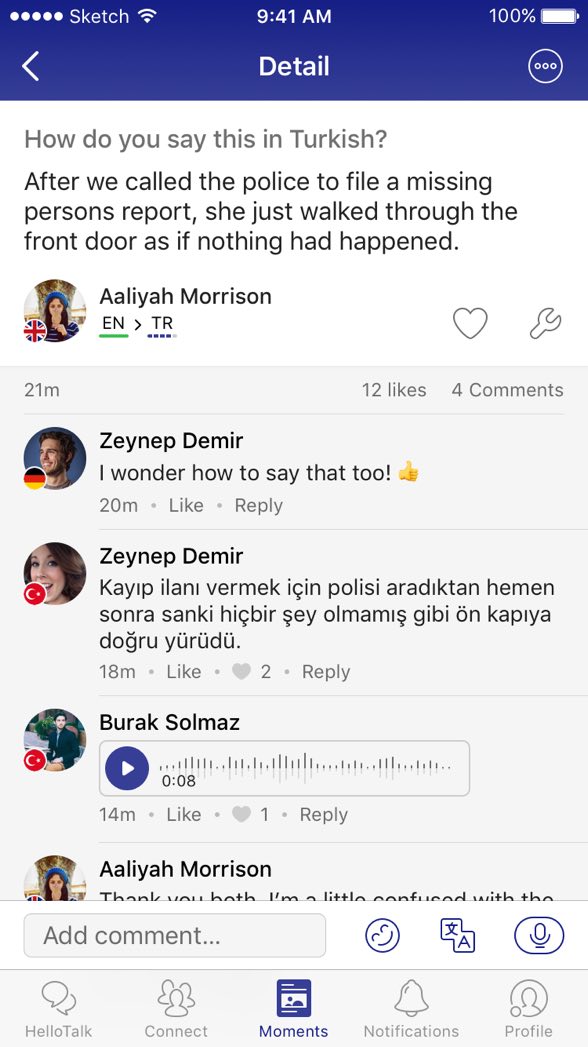 Sketch 9:41 AM 100%
Detail
How do you say this in Turkish?
After we called the police to file a missing
persons report, she just walked through the
front door as if nothing had happened.
Aaliyah Morrison
EN > TR
21m 12 likes 4 Comments
Zeynep Demir
I wonder how to say that too! 👍
20m • Like • Reply
Zeynep Demir
Kayıp ilanı vermek için polisi aradıktan hemen
sonra sanki hiçbir şey olmamış gibi ön kapıya
doğru yürüdü.
18m • Like • 2 • Reply
Burak Solmaz
0:08
14m • Like • 1 • Reply
Aaliyah Morrison
Thank you both. I'm a little confused with the
Add comment...
文 A
HelloTalk Connect Moments Notifications Profile